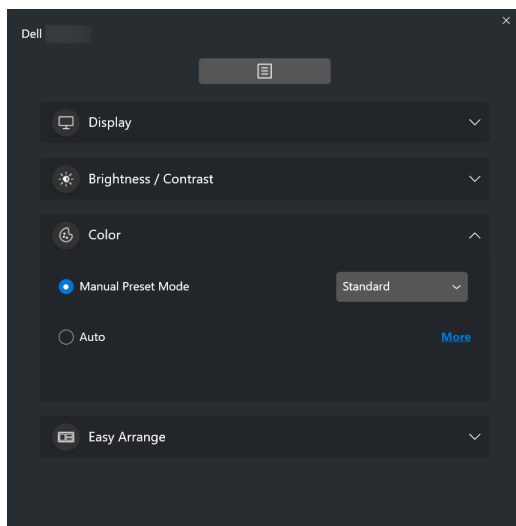 Dell
Display
Brightness / Contrast
Color
Manual Preset Mode Standard
Auto More
Easy Arrange